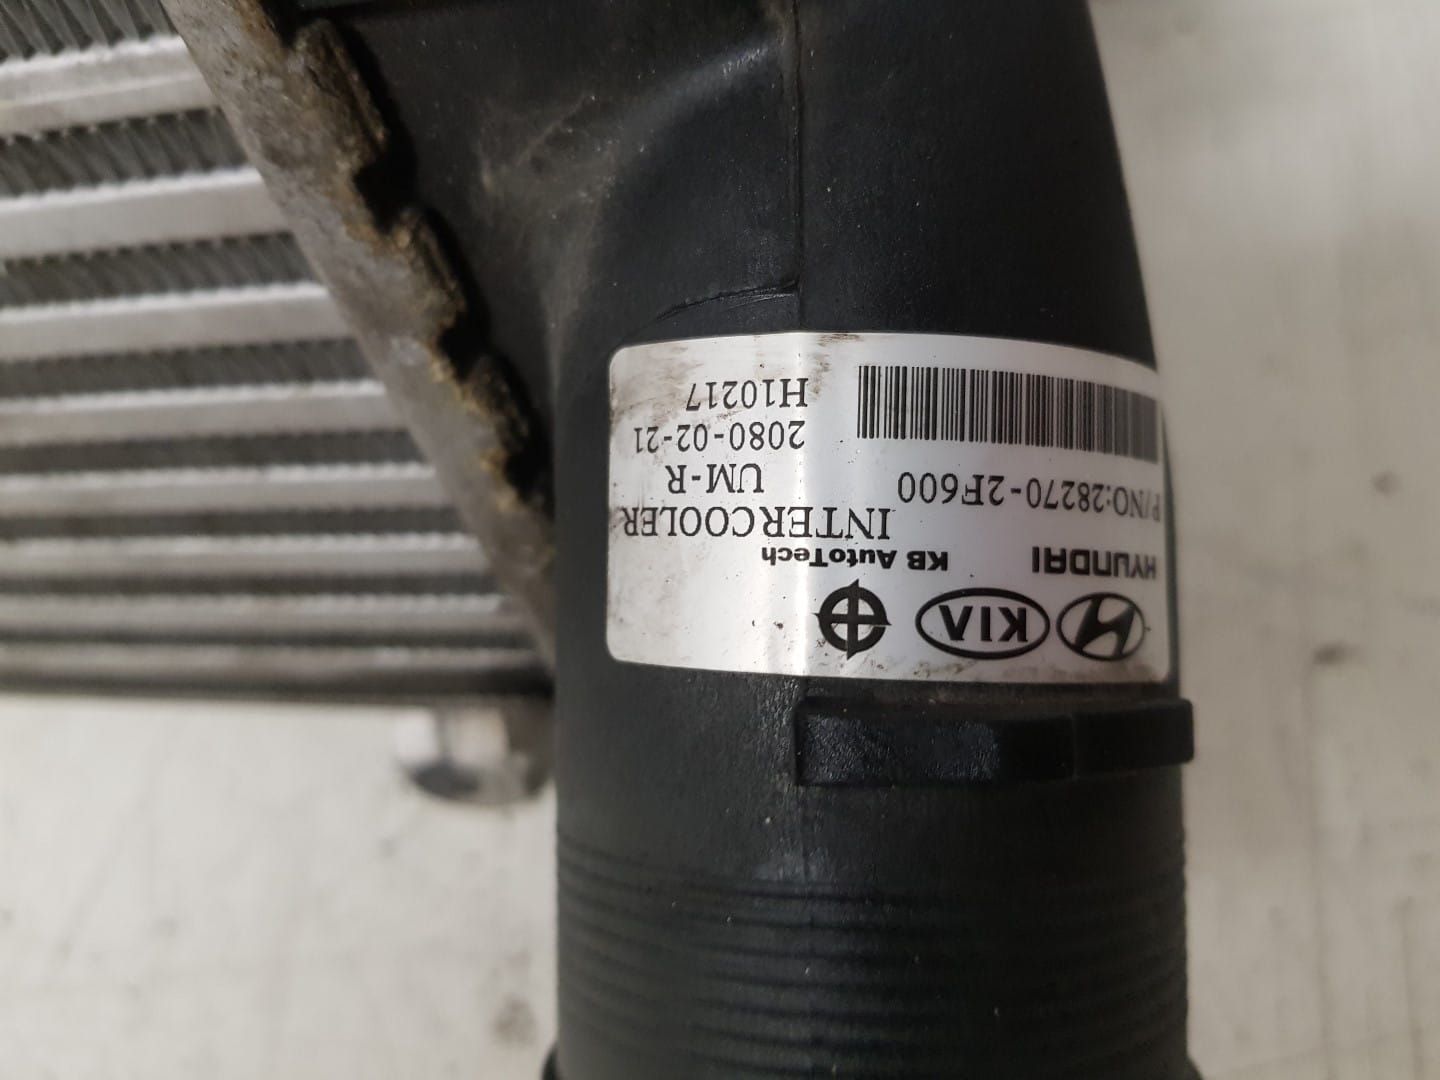 KIA
HYUNDAI KB AutoTech
INTERCOOLER
P/NO:28270-2F600
UM-R
2080-02-21
H10217